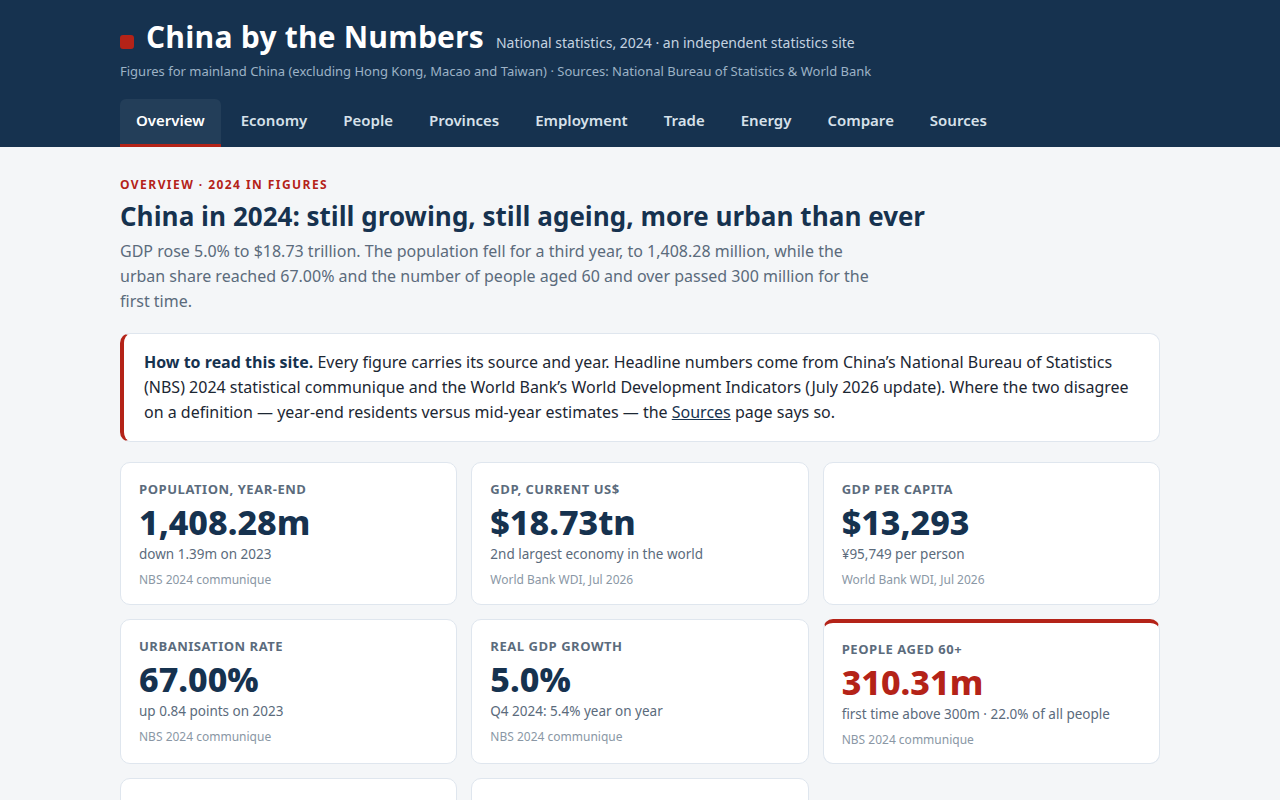 China by the Numbers National statistics, 2024 · an independent statistics site
Figures for mainland China (excluding Hong Kong, Macao and Taiwan) · Sources: National Bureau of Statistics & World Bank
Overview Economy People Provinces Employment Trade Energy Compare Sources
OVERVIEW · 2024 IN FIGURES
China in 2024: still growing, still ageing, more urban than ever
GDP rose 5.0% to $18.73 trillion. The population fell for a third year, to 1,408.28 million, while the
urban share reached 67.00% and the number of people aged 60 and over passed 300 million for the
first time.
How to read this site. Every figure carries its source and year. Headline numbers come from China’s National Bureau of Statistics
(NBS) 2024 statistical communique and the World Bank’s World Development Indicators (July 2026 update). Where the two disagree
on a definition — year-end residents versus mid-year estimates — the Sources page says so.
POPULATION, YEAR-END
1,408.28m
down 1.39m on 2023
NBS 2024 communique
GDP, CURRENT US$
$18.73tn
2nd largest economy in the world
World Bank WDI, Jul 2026
GDP PER CAPITA
$13,293
¥95,749 per person
World Bank WDI, Jul 2026
URBANISATION RATE
67.00%
up 0.84 points on 2023
NBS 2024 communique
REAL GDP GROWTH
5.0%
Q4 2024: 5.4% year on year
NBS 2024 communique
PEOPLE AGED 60+
310.31m
first time above 300m · 22.0% of all people
NBS 2024 communique